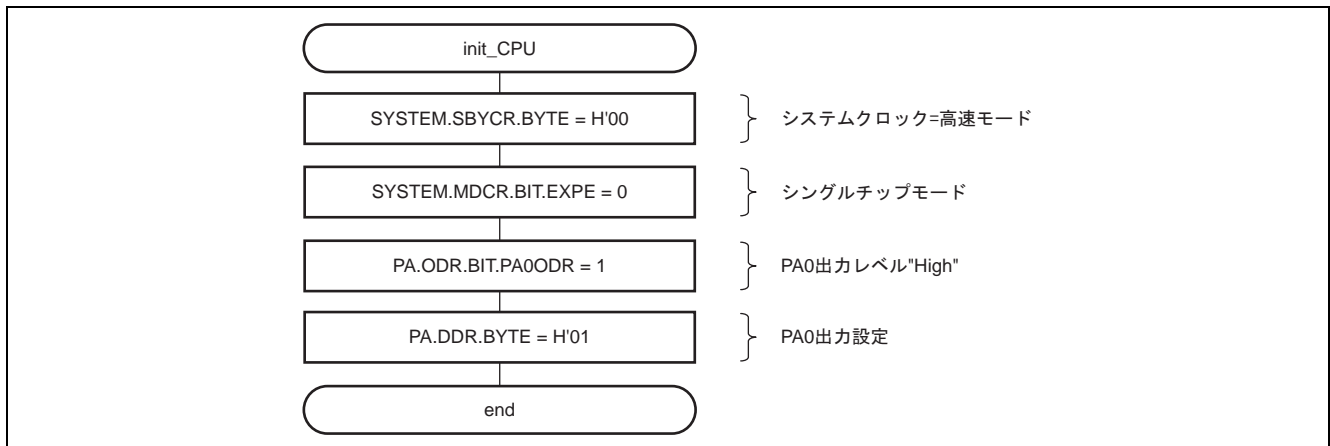 init_CPU
SYSTEM.SBYCR.BYTE = H'00
システムクロック=高速モード
SYSTEM.MDCR.BIT.EXPE = 0
シングルチップモード
PA.ODR.BIT.PA0ODR = 1
PA0出力レベル"High"
PA.DDR.BYTE = H'01
PA0出力設定
end